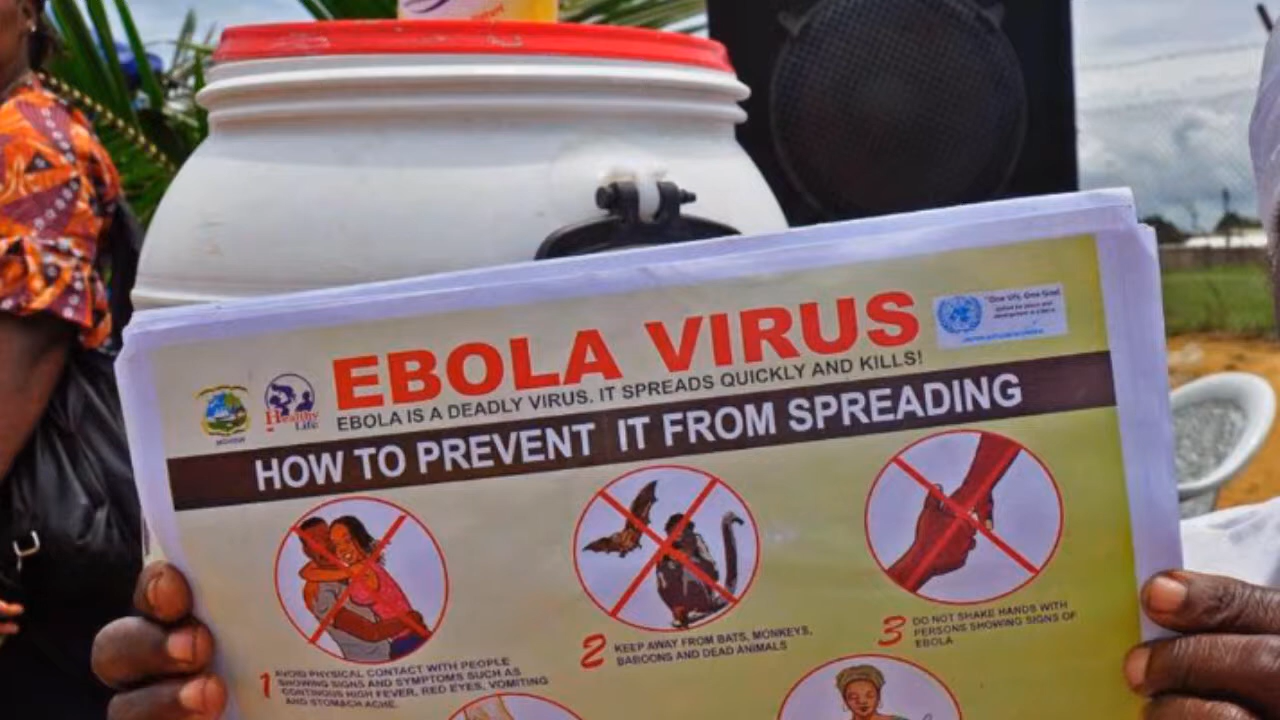 EBOLA VIRUS
EBOLA IS A DEADLY VIRUS. IT SPREADS QUICKLY AND KILLS!
"One UN, One Goal
Healthy
Life
HOW TO PREVENT IT FROM SPREADING
1 AVOID PHYSICAL CONTACT WITH PEOPLE
SHOWING SIGNS AND SYMPTOMS SUCH AS
CONTINOUS HIGH FEVER, RED EYES, VOMITING
AND STOMACH ACHE.
2 KEEP AWAY FROM BATS, MONKEYS,
BABOONS AND DEAD ANIMALS
3 DO NOT SHAKE HANDS WITH
PERSONS SHOWING SIGNS OF
EBOLA